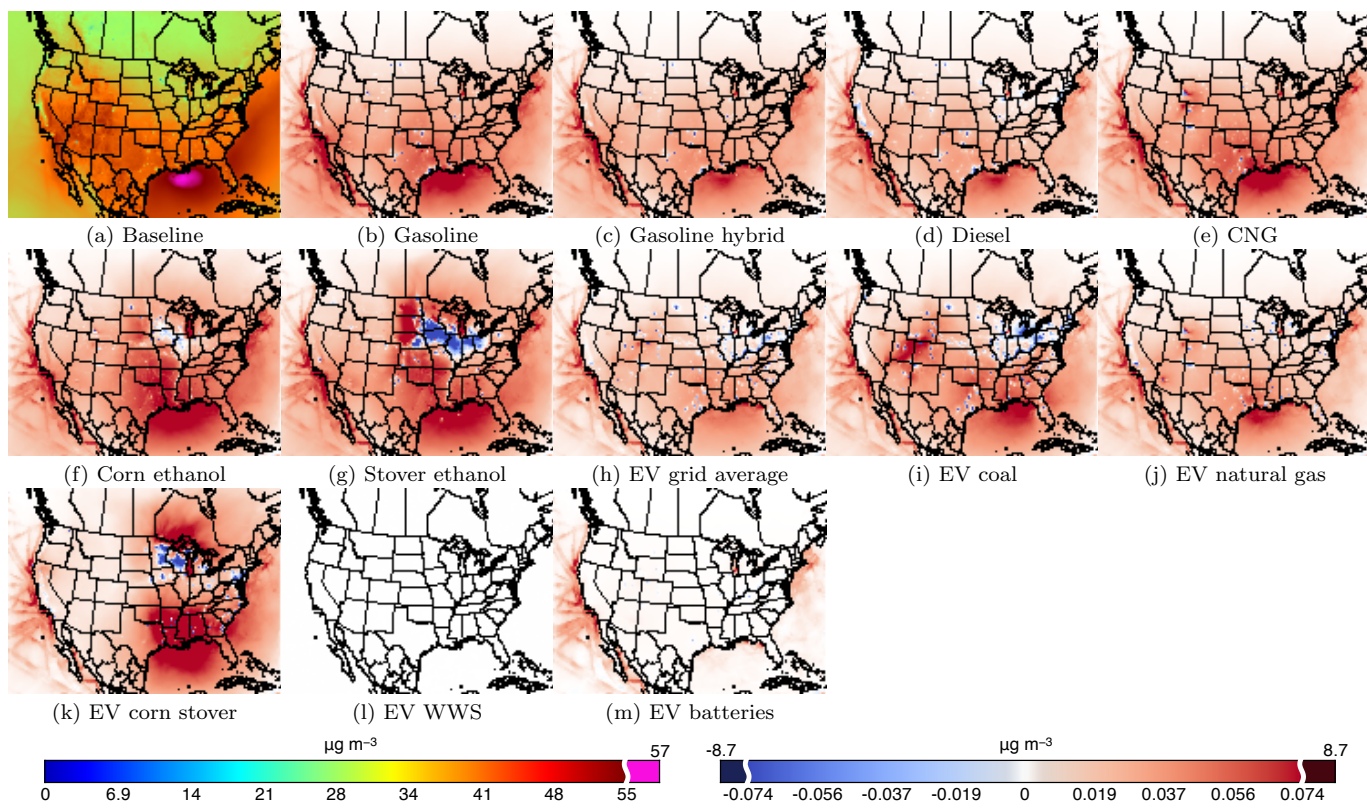 (a) Baseline
(b) Gasoline
(c) Gasoline hybrid
(d) Diesel
(e) CNG
(f) Corn ethanol
(g) Stover ethanol
(h) EV grid average
(i) EV coal
(j) EV natural gas
(k) EV corn stover
(l) EV WWS
(m) EV batteries
µg m⁻³
57
0 6.9 14 21 28 34 41 48 55
-8.7
µg m⁻³
8.7
-0.074 -0.056 -0.037 -0.019 0 0.019 0.037 0.056 0.074